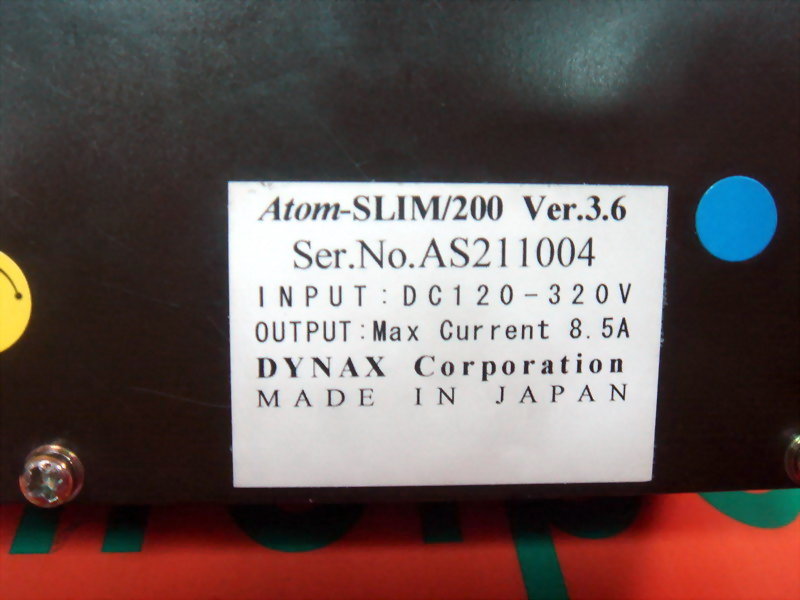 Atom-SLIM/200 Ver.3.6
Ser.No.AS211004
INPUT:DC120-320V
OUTPUT:Max Current 8.5A
DYNAX Corporation
MADE IN JAPAN